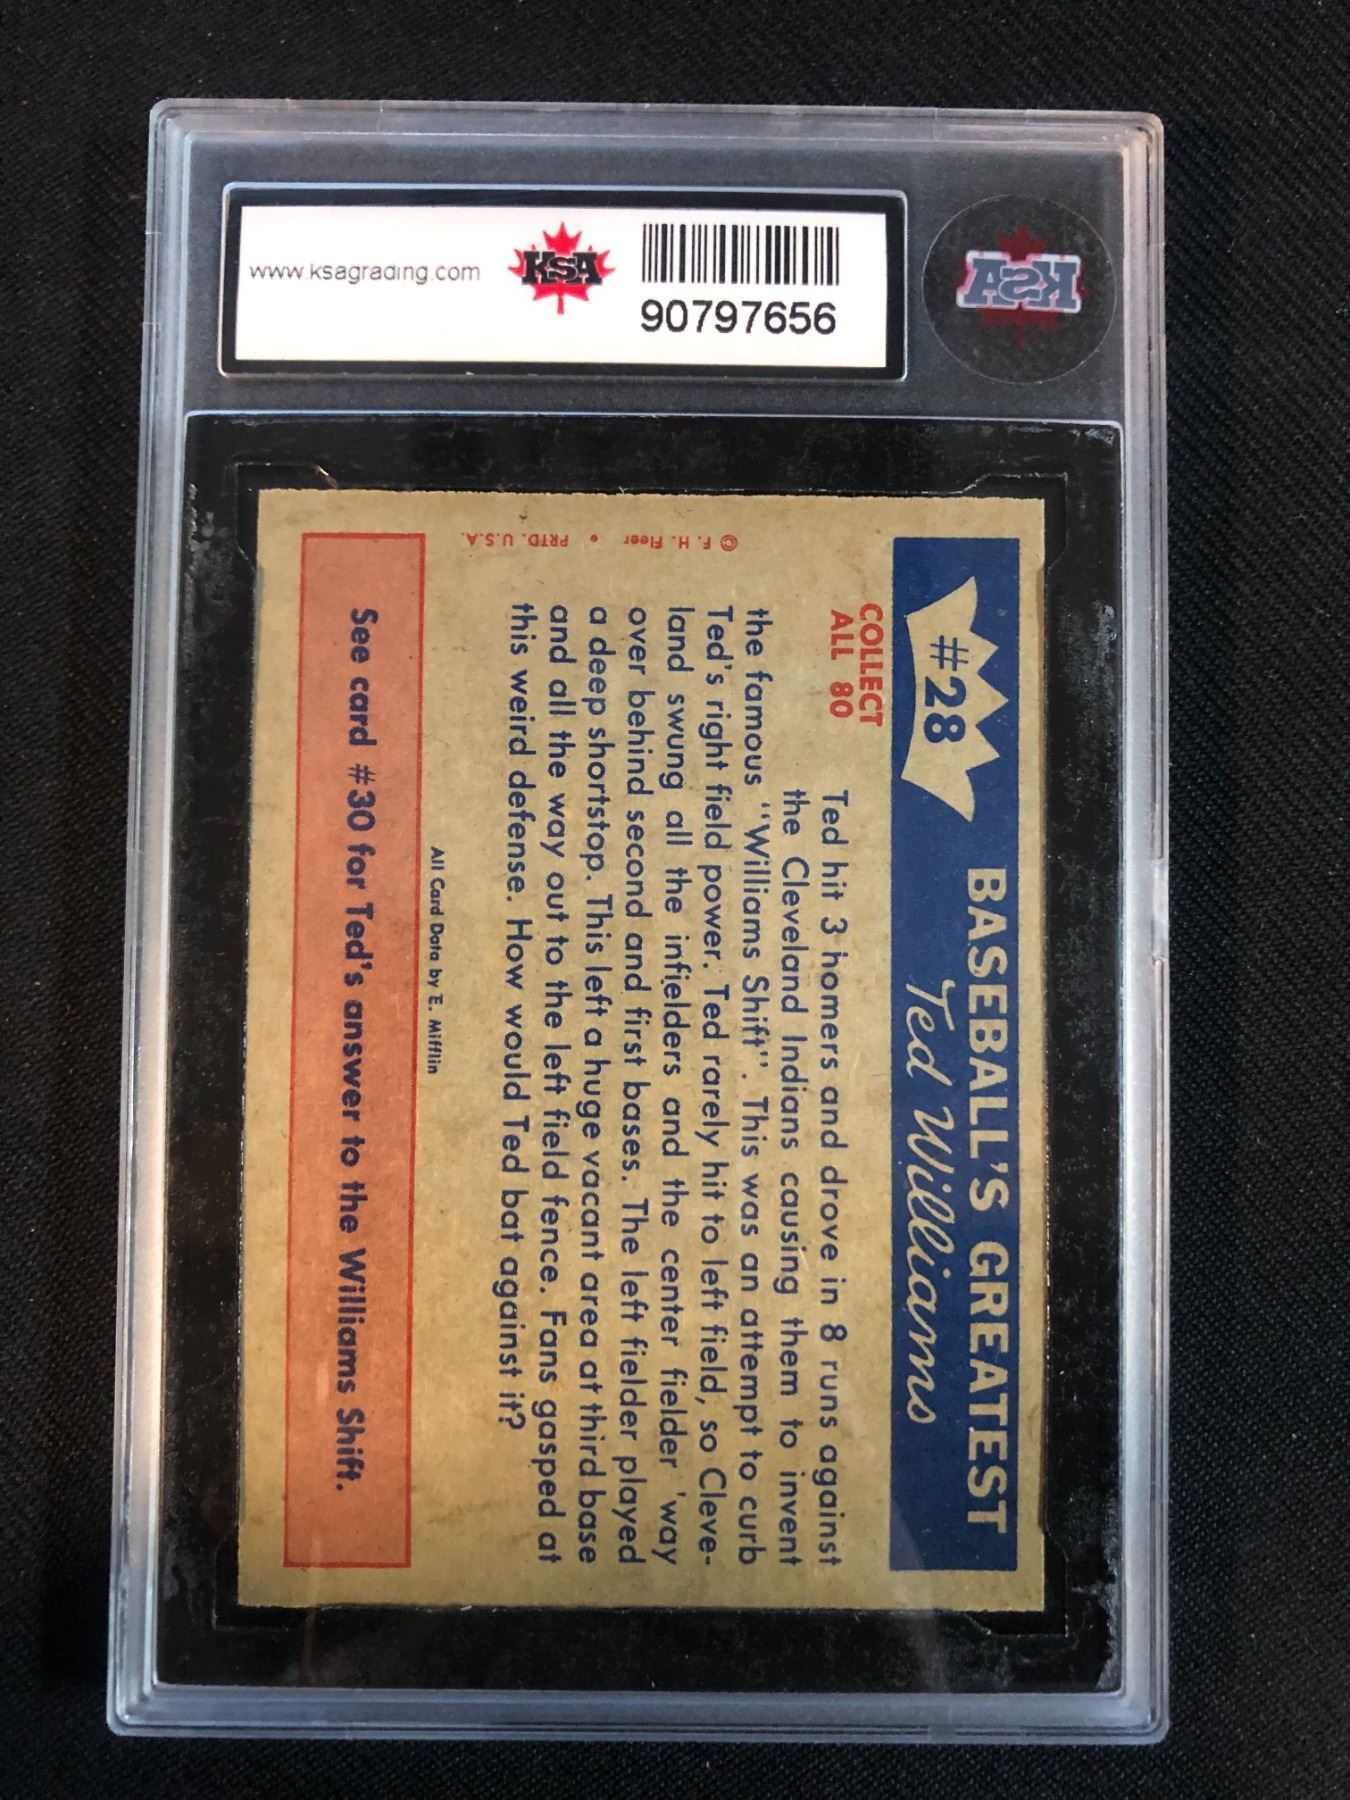 www.ksagrading.com
KSA
90797656
KSA
#28
BASEBALL'S GREATEST
Ted Williams
COLLECT
ALL 80
Ted hit 3 homers and drove in 8 runs against
the Cleveland Indians causing them to invent
the famous "Williams Shift". This was an attempt to curb
Ted's right field power. Ted rarely hit to left field, so Cleve-
land swung all the infielders and the center fielder 'way
over behind second and first bases. The left fielder played
a deep shortstop. This left a huge vacant area at third base
and all the way out to the left field fence. Fans gasped at
this weird defense. How would Ted bat against it?
All Card Data by E. Mifflin
© F. H. Fleer • PRTD. U.S.A.
See card #30 for Ted's answer to the Williams Shift.